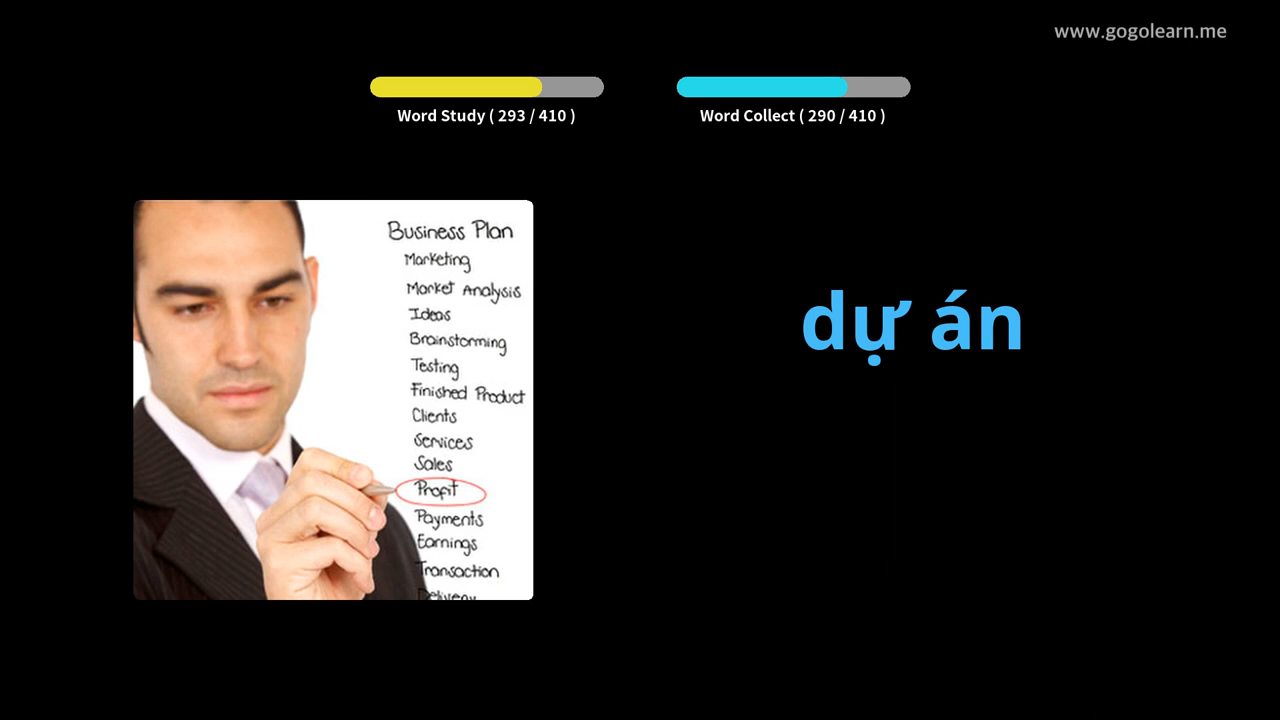 www.gogolearn.me
Word Study ( 293 / 410 )
Word Collect ( 290 / 410 )
Business Plan
Marketing
Market Analysis
Ideas
Brainstorming
Testing
Finished Product
Clients
Services
Sales
Profit
Payments
Earnings
Transaction
Delivery
dự án